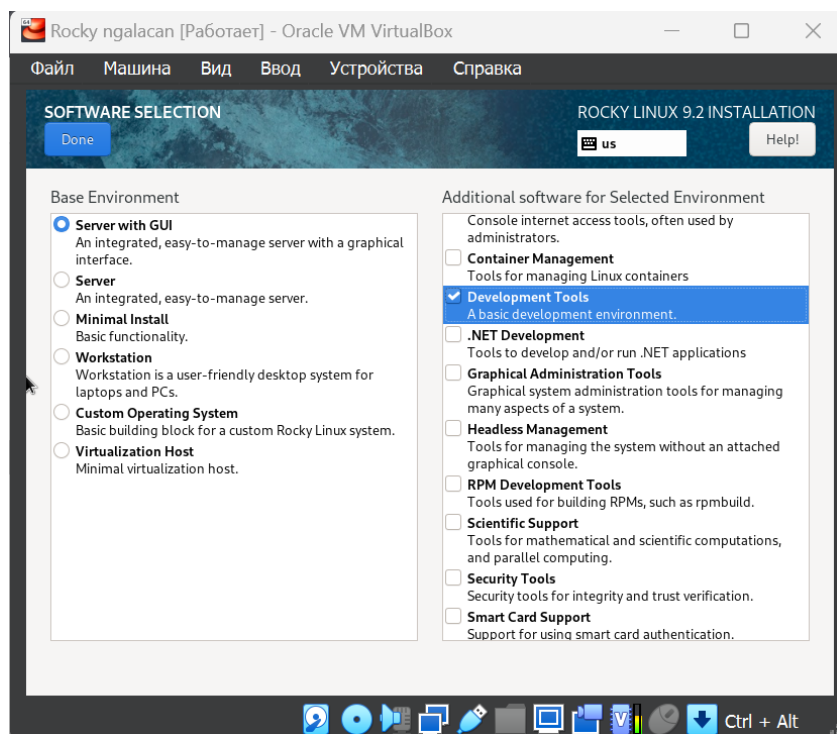 Rocky ngalacan [Работает] - Oracle VM VirtualBox
Файл Машина Вид Ввод Устройства Справка
SOFTWARE SELECTION
Done
ROCKY LINUX 9.2 INSTALLATION
us
Help!
Base Environment
Server with GUI
An integrated, easy-to-manage server with a graphical
interface.
Server
An integrated, easy-to-manage server.
Minimal Install
Basic functionality.
Workstation
Workstation is a user-friendly desktop system for
laptops and PCs.
Custom Operating System
Basic building block for a custom Rocky Linux system.
Virtualization Host
Minimal virtualization host.
Additional software for Selected Environment
Console internet access tools, often used by
administrators.
Container Management
Tools for managing Linux containers
Development Tools
A basic development environment.
.NET Development
Tools to develop and/or run .NET applications
Graphical Administration Tools
Graphical system administration tools for managing
many aspects of a system.
Headless Management
Tools for managing the system without an attached
graphical console.
RPM Development Tools
Tools used for building RPMs, such as rpmbuild.
Scientific Support
Tools for mathematical and scientific computations,
and parallel computing.
Security Tools
Security tools for integrity and trust verification.
Smart Card Support
Support for using smart card authentication.
Ctrl + Alt